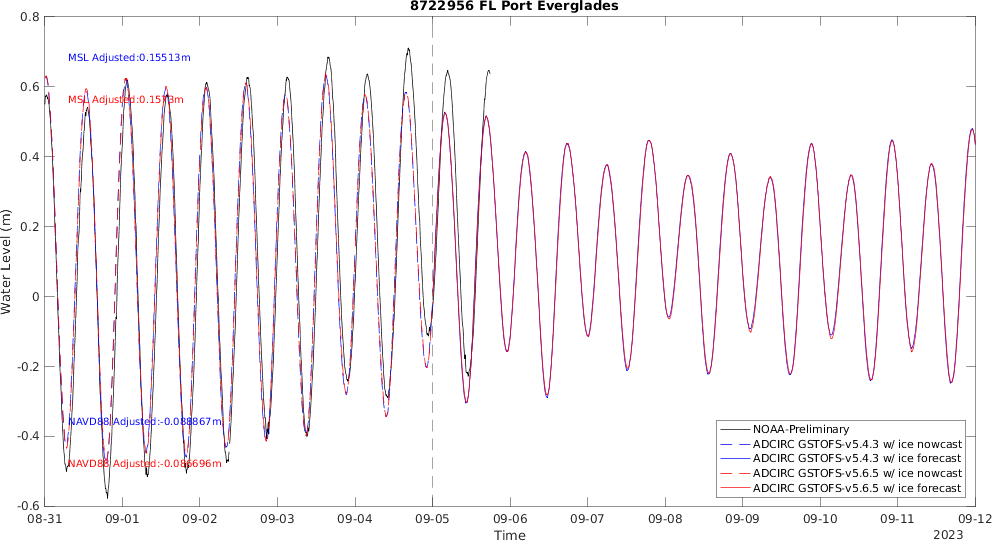 8722956 FL Port Everglades
0.8
0.6
0.4
0.2
0
-0.2
-0.4
-0.6
Water Level (m)
MSL Adjusted:0.15513m
MSL Adjusted:0.1573m
NAVD88 Adjusted:-0.088867m
NAVD88 Adjusted:-0.086696m
NOAA-Preliminary
ADCIRC GSTOFS-v5.4.3 w/ ice nowcast
ADCIRC GSTOFS-v5.4.3 w/ ice forecast
ADCIRC GSTOFS-v5.6.5 w/ ice nowcast
ADCIRC GSTOFS-v5.6.5 w/ ice forecast
08-31 09-01 09-02 09-03 09-04 09-05 09-06 09-07 09-08 09-09 09-10 09-11 09-12
Time
2023